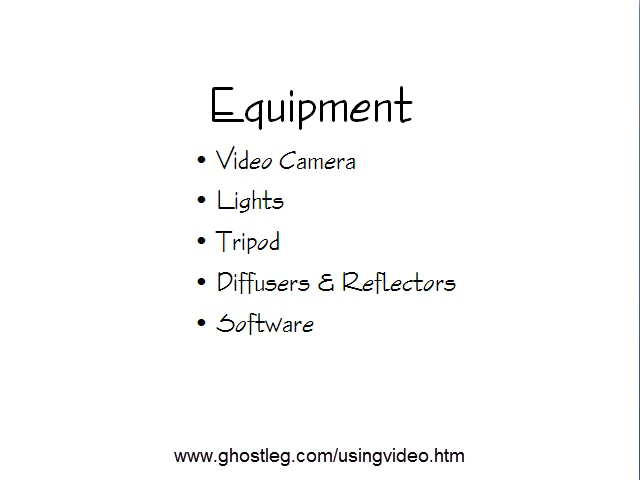 Equipment
• Video Camera
• Lights
• Tripod
• Diffusers & Reflectors
• Software
www.ghostleg.com/usingvideo.htm